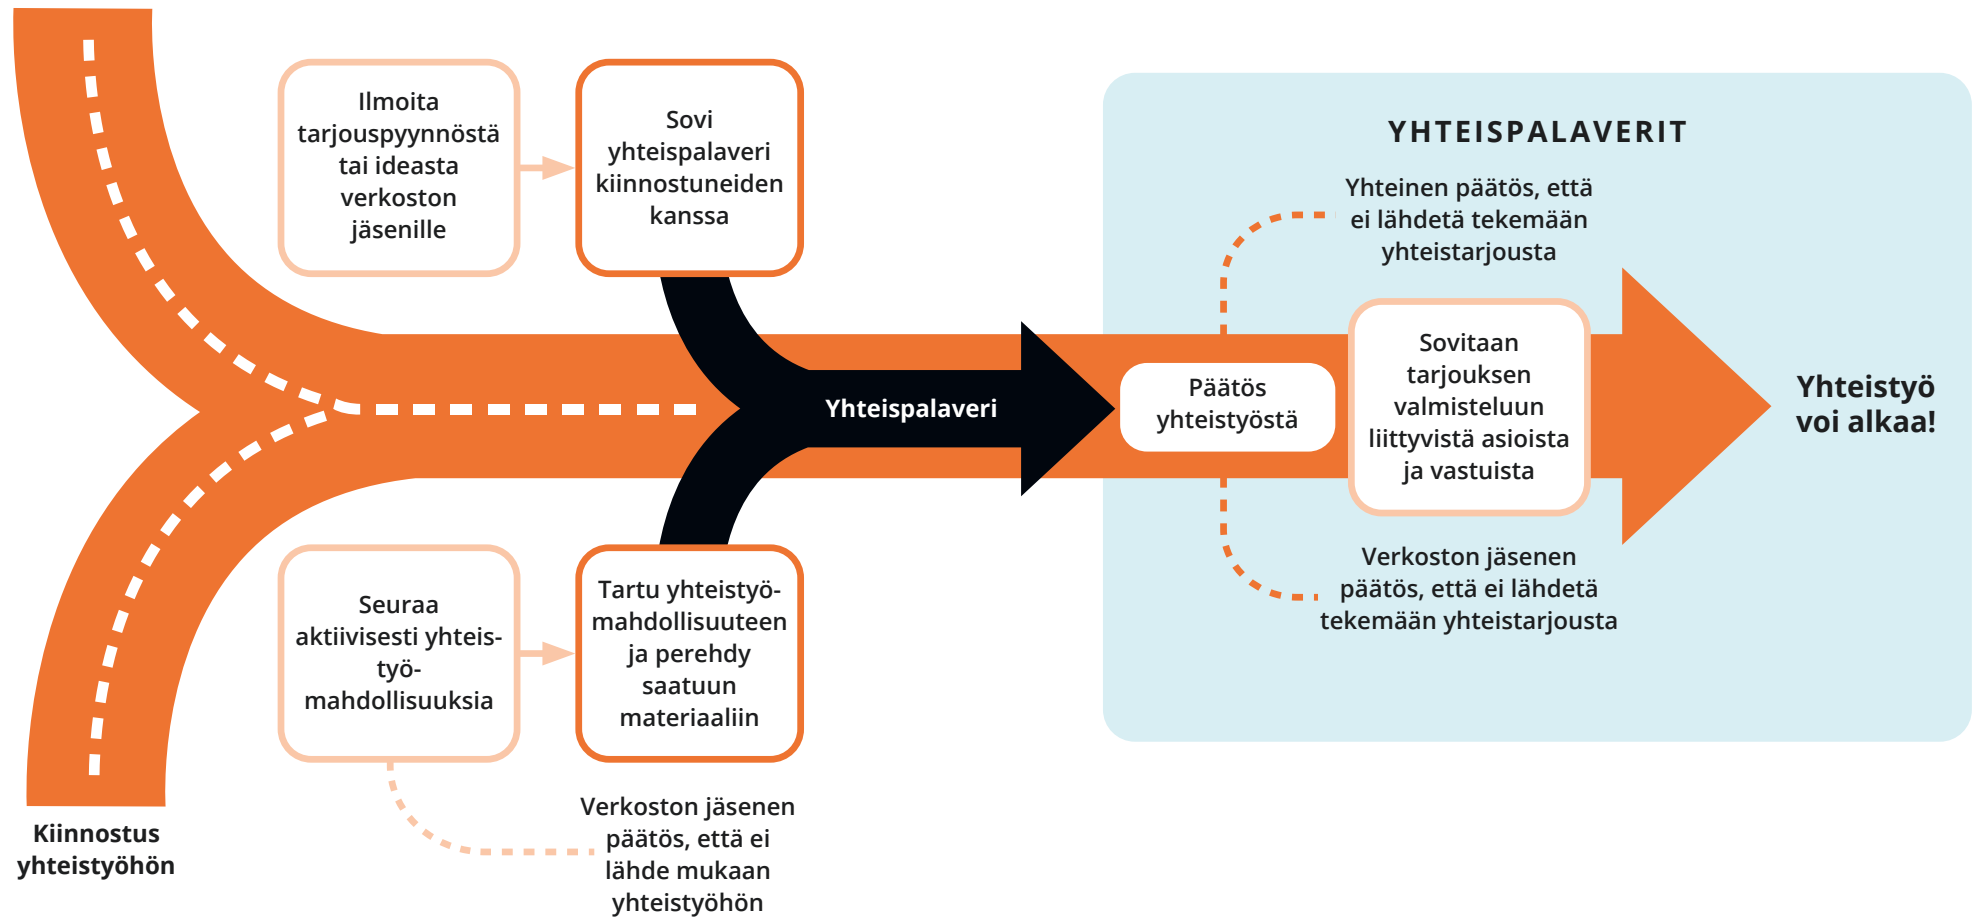 Ilmoita
tarjouspyynnöstä
tai ideasta
verkoston
jäsenille
Sovi
yhteispalaveri
kiinnostuneiden
kanssa
Seuraa
aktiivisesti yhteis-
työ-
mahdollisuuksia
Tartu yhteistyö-
mahdollisuuteen
ja perehdy
saatuun
materiaaliin
Verkoston jäsenen
päätös, että ei
lähde mukaan
yhteistyöhön
Kiinnostus
yhteistyöhön
Yhteispalaveri
YHTEISPALAVERIT
Yhteinen päätös, että
ei lähdetä tekemään
yhteistarjousta
Päätös
yhteistyöstä
Sovitaan
tarjouksen
valmisteluun
liittyvistä asioista
ja vastuista
Verkoston jäsenen
päätös, että ei lähdetä
tekemään yhteistarjousta
Yhteistyö
voi alkaa!